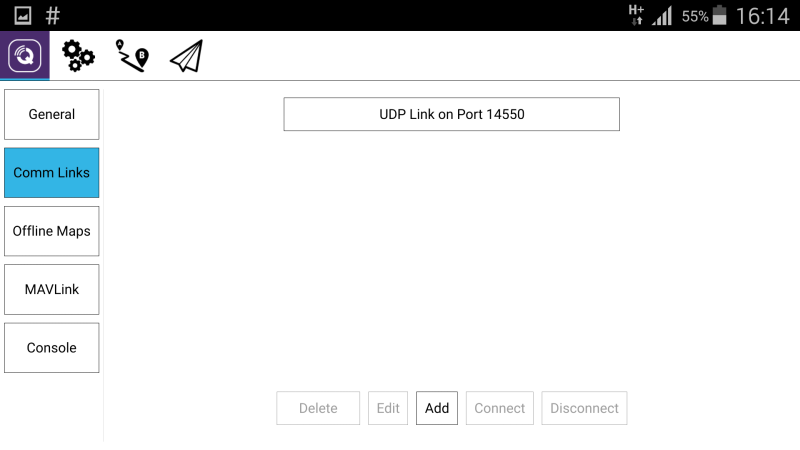 # H+ 55% 16:14
B
General
UDP Link on Port 14550
Comm Links
Offline Maps
MAVLink
Console
Delete Edit Add Connect Disconnect